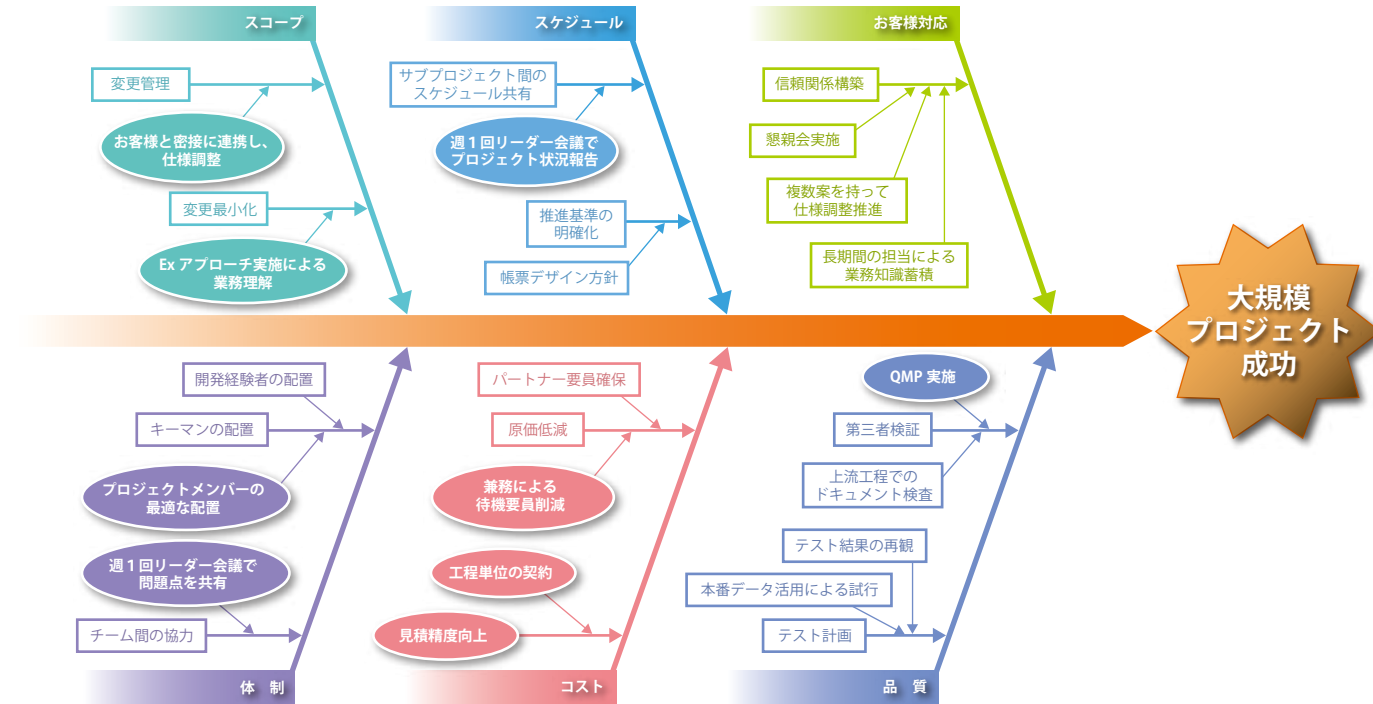 スコープ
変更管理
お客様と密接に連携し、
仕様調整
変更最小化
Ex アプローチ実施による
業務理解
スケジュール
サブプロジェクト間の
スケジュール共有
週1回リーダー会議で
プロジェクト状況報告
推進基準の
明確化
帳票デザイン方針
お客様対応
信頼関係構築
懇親会実施
複数案を持って
仕様調整推進
長期間の担当による
業務知識蓄積
大規模
プロジェクト
成功
開発経験者の配置
キーマンの配置
プロジェクトメンバーの
最適な配置
週1回リーダー会議で
問題点を共有
チーム間の協力
体 制
パートナー要員確保
原価低減
兼務による
待機要員削減
工程単位の契約
見積精度向上
コスト
QMP 実施
第三者検証
上流工程での
ドキュメント検査
テスト結果の再観
本番データ活用による試行
テスト計画
品 質